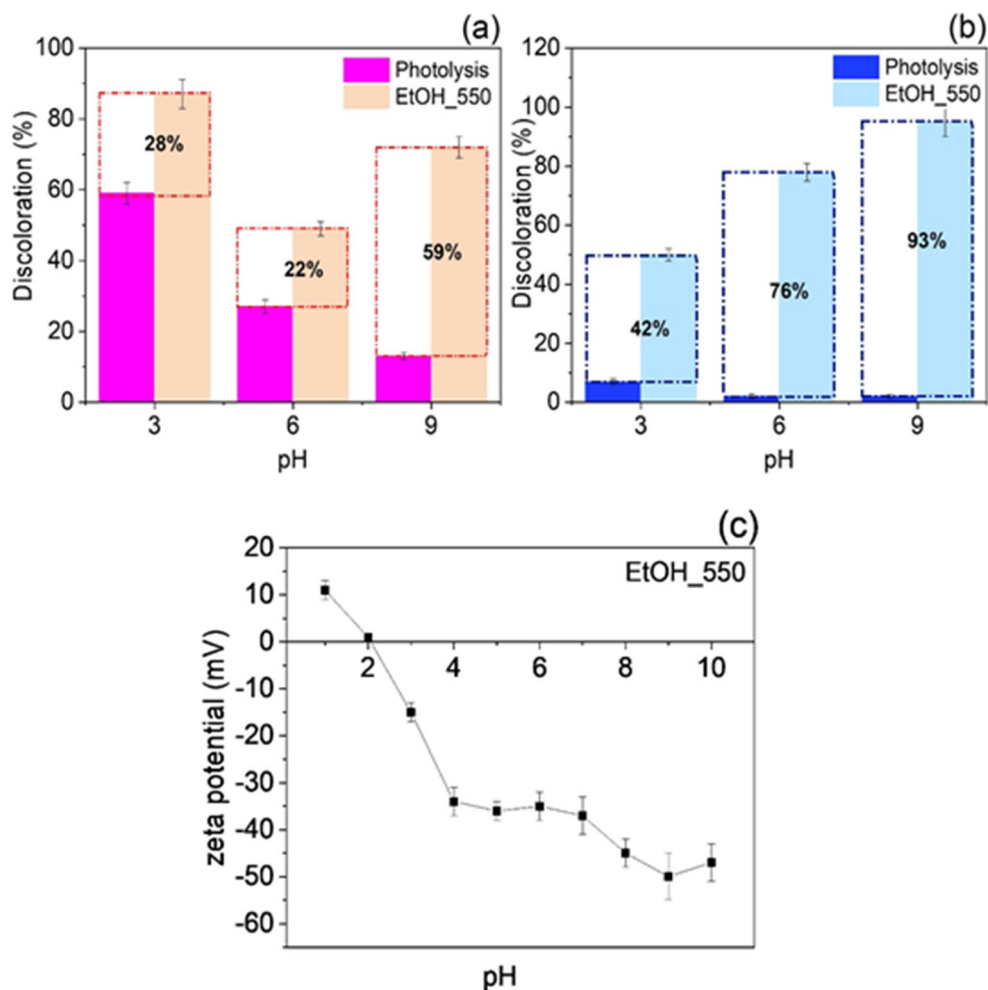 (a)
Discoloration (%)
100
80
60
40
20
0
Photolysis
EtOH_550
28%
22%
59%
3
6
9
pH
(b)
Discoloration (%)
120
100
80
60
40
20
0
Photolysis
EtOH_550
42%
76%
93%
3
6
9
pH
(c)
zeta potential (mV)
20
10
0
-10
-20
-30
-40
-50
-60
EtOH_550
2
4
6
8
10
pH